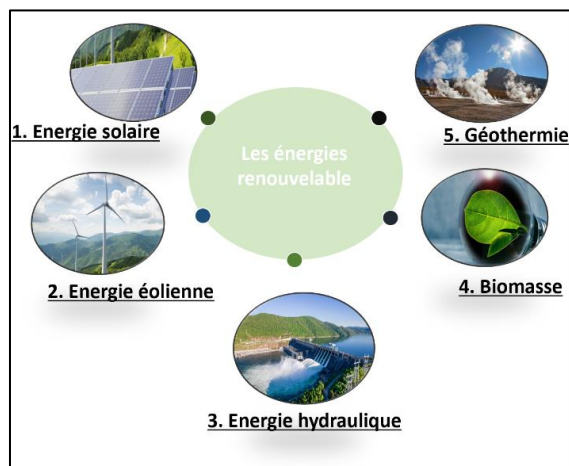 Les énergies
renouvelable
1. Energie solaire
2. Energie éolienne
3. Energie hydraulique
4. Biomasse
5. Géothermie